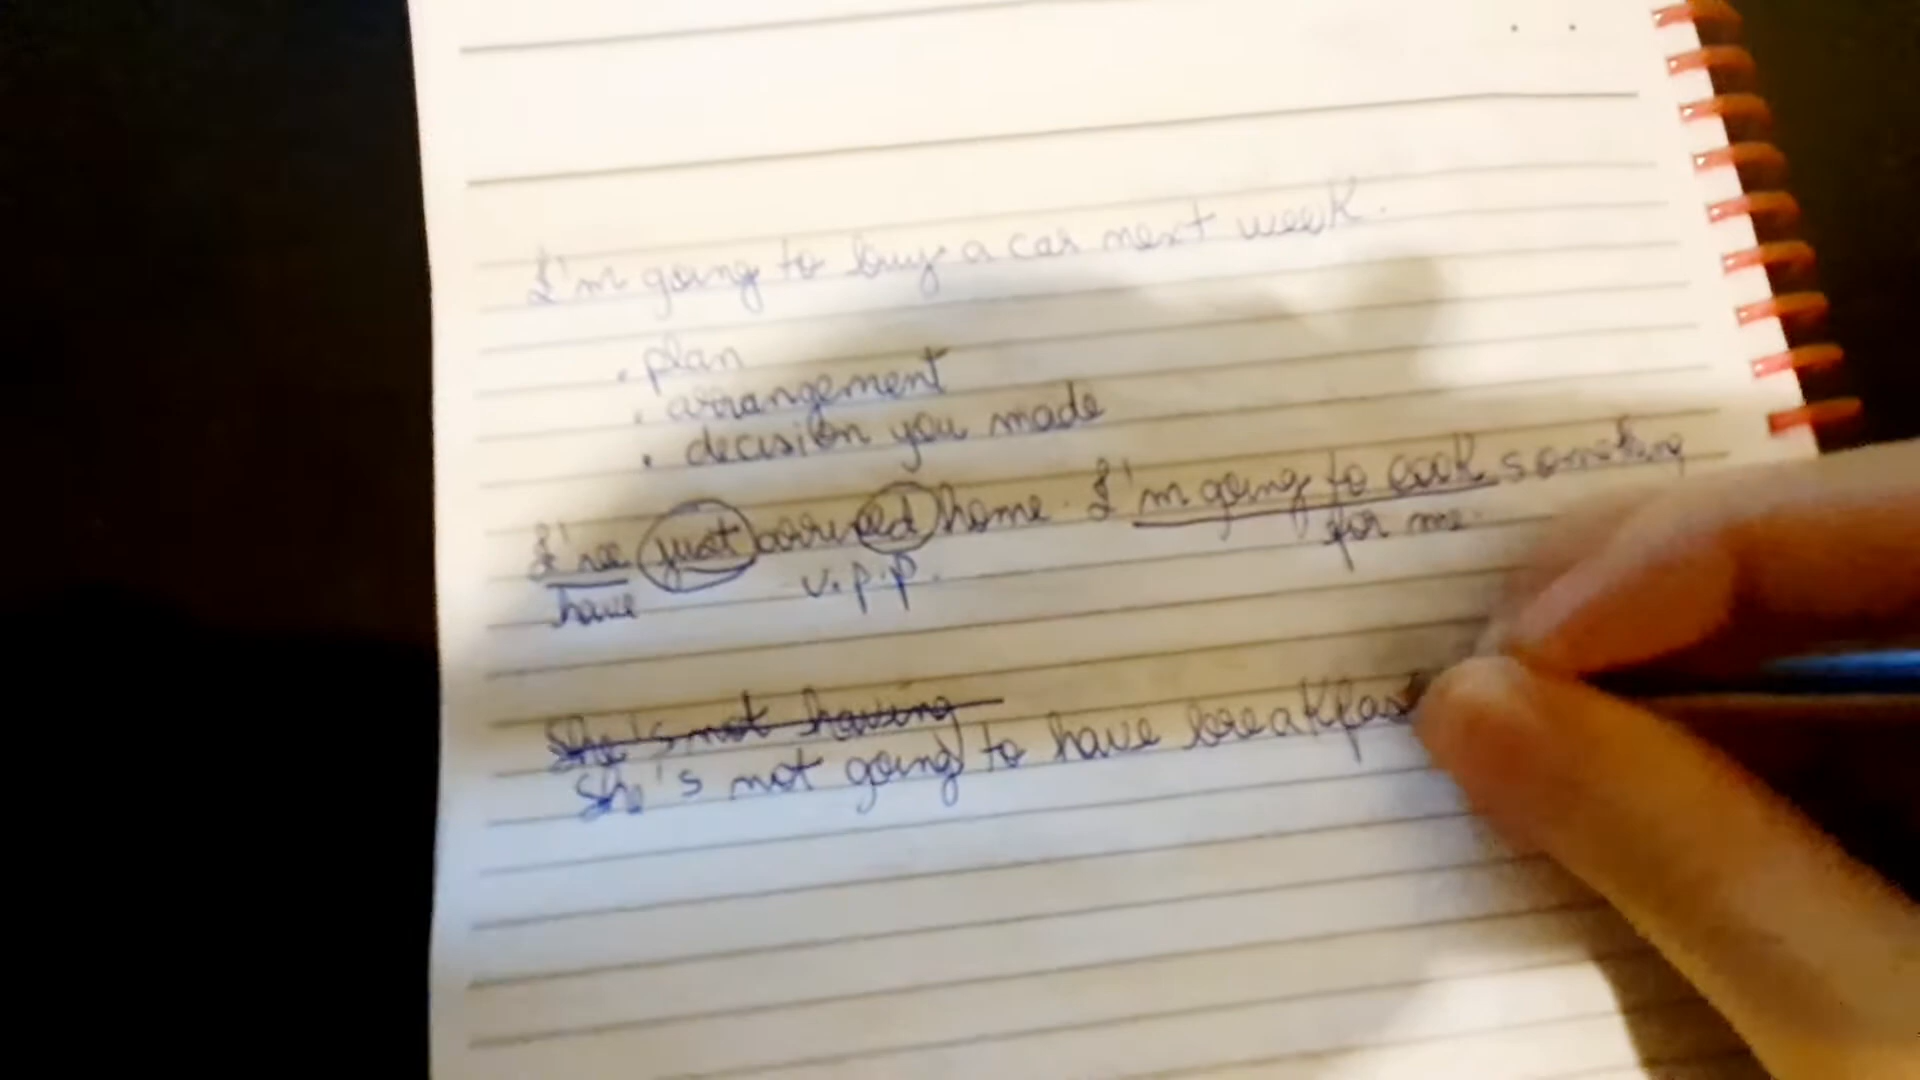 I'm going to buy a car next week.
. plan
. arrangement
. decision you made
I've just arrived home. I'm going to cook something
for me.
have v.p.p.
She's not having
She's not going to have breakfast